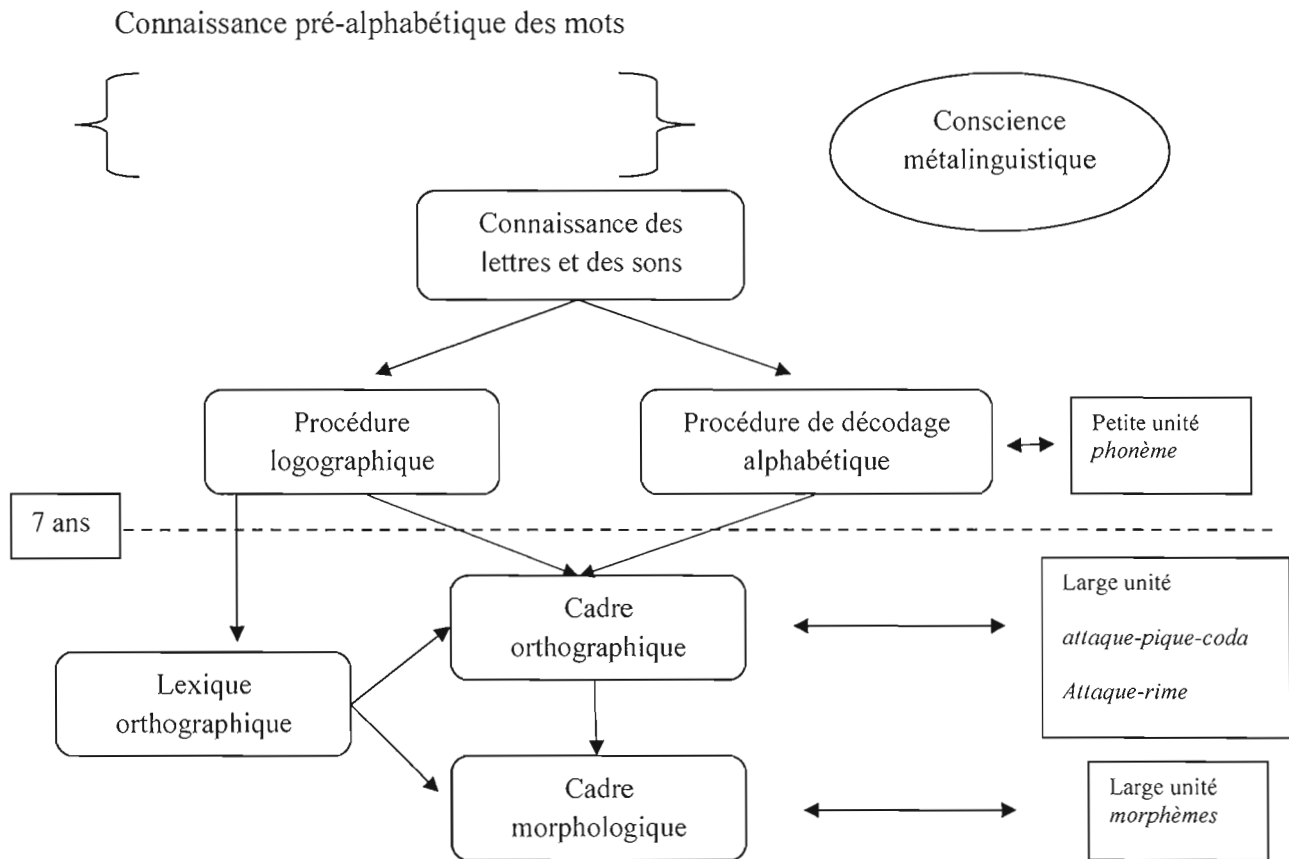 Connaissance pré-alphabétique des mots
Conscience
métalinguistique
Connaissance des
lettres et des sons
Procédure
logographique
Procédure de décodage
alphabétique
Petite unité
phonème
7 ans
Cadre
orthographique
Large unité
attaque-pique-coda
Attaque-rime
Lexique
orthographique
Cadre
morphologique
Large unité
morphèmes